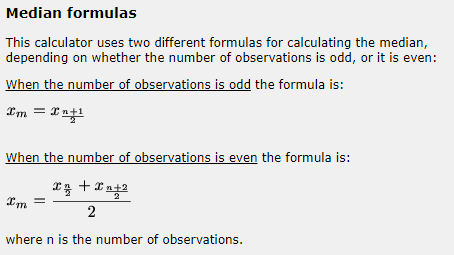 Median formulas
This calculator uses two different formulas for calculating the median,
depending on whether the number of observations is odd, or it is even:
When the number of observations is odd the formula is:
x_m = x_{\frac{n+1}{2}}
When the number of observations is even the formula is:
x_m = \frac{x_{\frac{n}{2}} + x_{\frac{n+2}{2}}}{2}
where n is the number of observations.